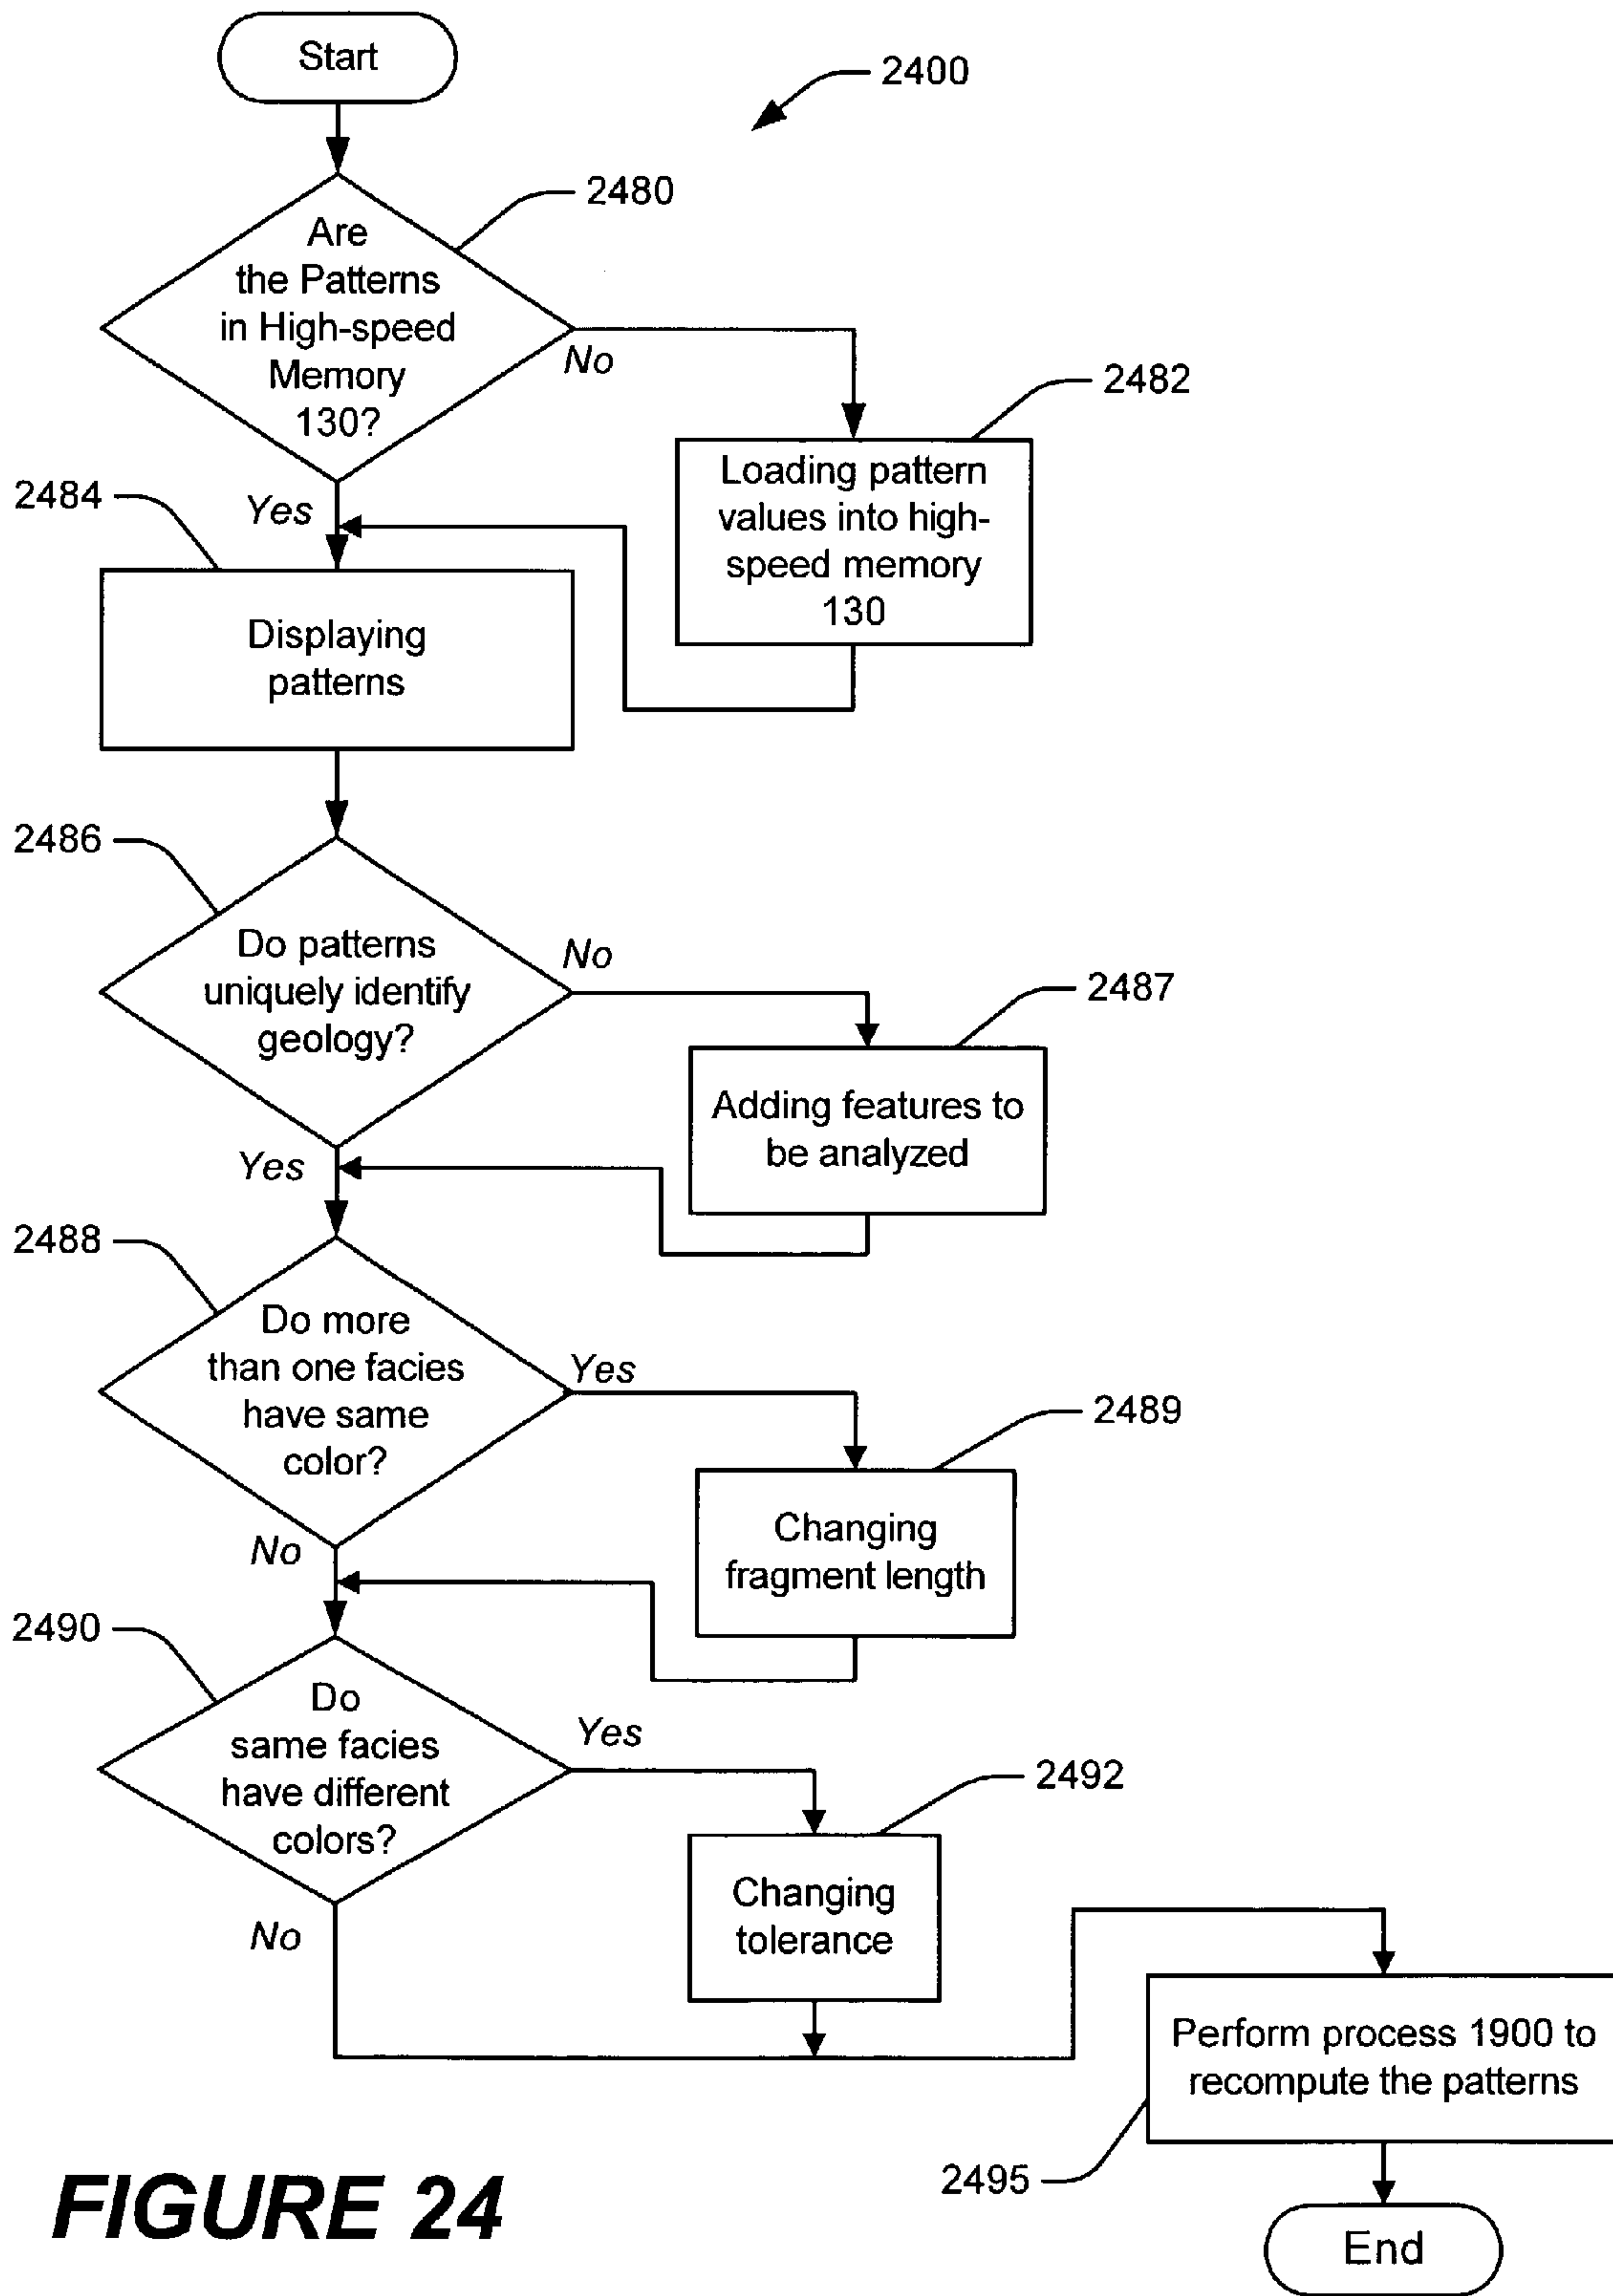 Start
2400
2480
Are
the Patterns
in High-speed
Memory
130?
No
2482
Loading pattern
values into high-
speed memory
130
2484
Yes
Displaying
patterns
2486
Do patterns
uniquely identify
geology?
No
2487
Adding features to
be analyzed
Yes
2488
Do more
than one facies
have same
color?
Yes
2489
Changing
fragment length
No
2490
Do
same facies
have different
colors?
Yes
2492
Changing
tolerance
No
Perform process 1900 to
recompute the patterns
2495
End
FIGURE 24